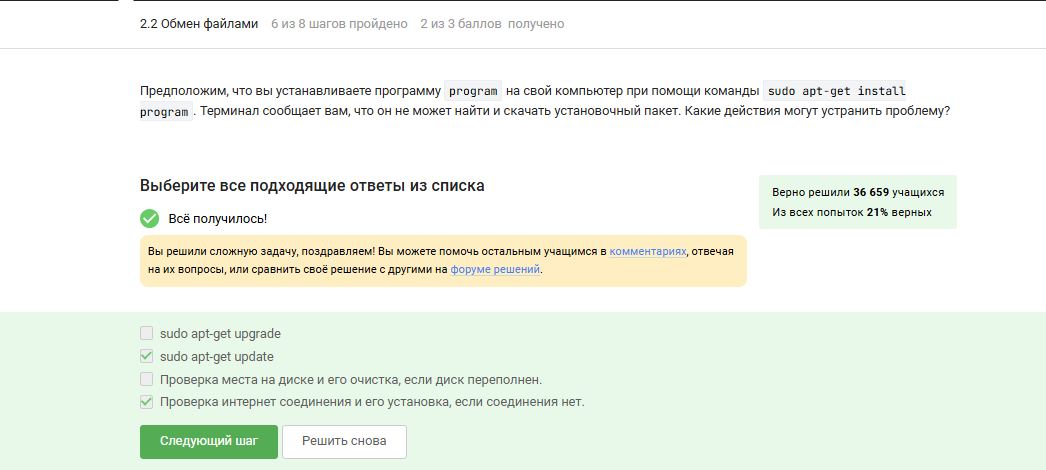 2.2 Обмен файлами 6 из 8 шагов пройдено 2 из 3 баллов получено
Предположим, что вы устанавливаете программу program на свой компьютер при помощи команды sudo apt-get install
program . Терминал сообщает вам, что он не может найти и скачать установочный пакет. Какие действия могут устранить проблему?
Выберите все подходящие ответы из списка
Верно решили 36 659 учащихся
Из всех попыток 21% верных
Всё получилось!
Вы решили сложную задачу, поздравляем! Вы можете помочь остальным учащимся в комментариях, отвечая
на их вопросы, или сравнить своё решение с другими на форуме решений.
sudo apt-get upgrade
sudo apt-get update
Проверка места на диске и его очистка, если диск переполнен.
Проверка интернет соединения и его установка, если соединения нет.
Следующий шаг Решить снова